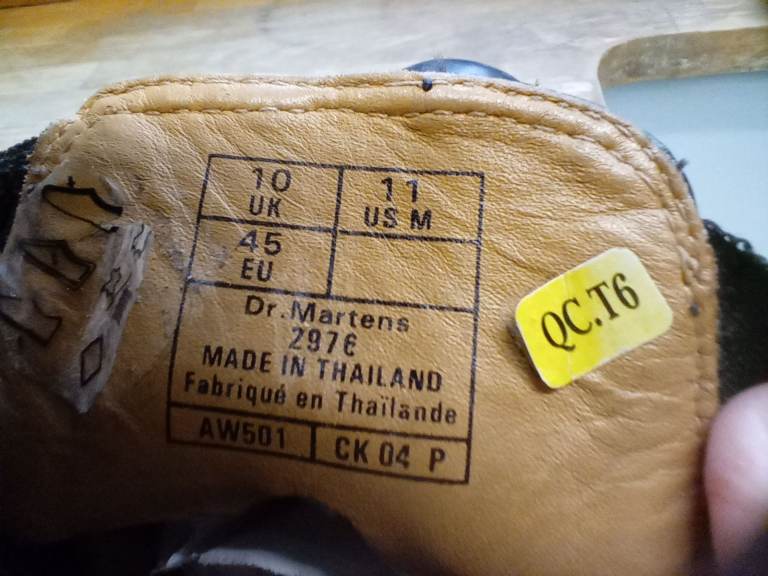 10
UK
11
US M
45
EU
Dr.Martens
2976
MADE IN THAILAND
Fabriqué en Thaïlande
AW501
CK 04 P
QC.T6